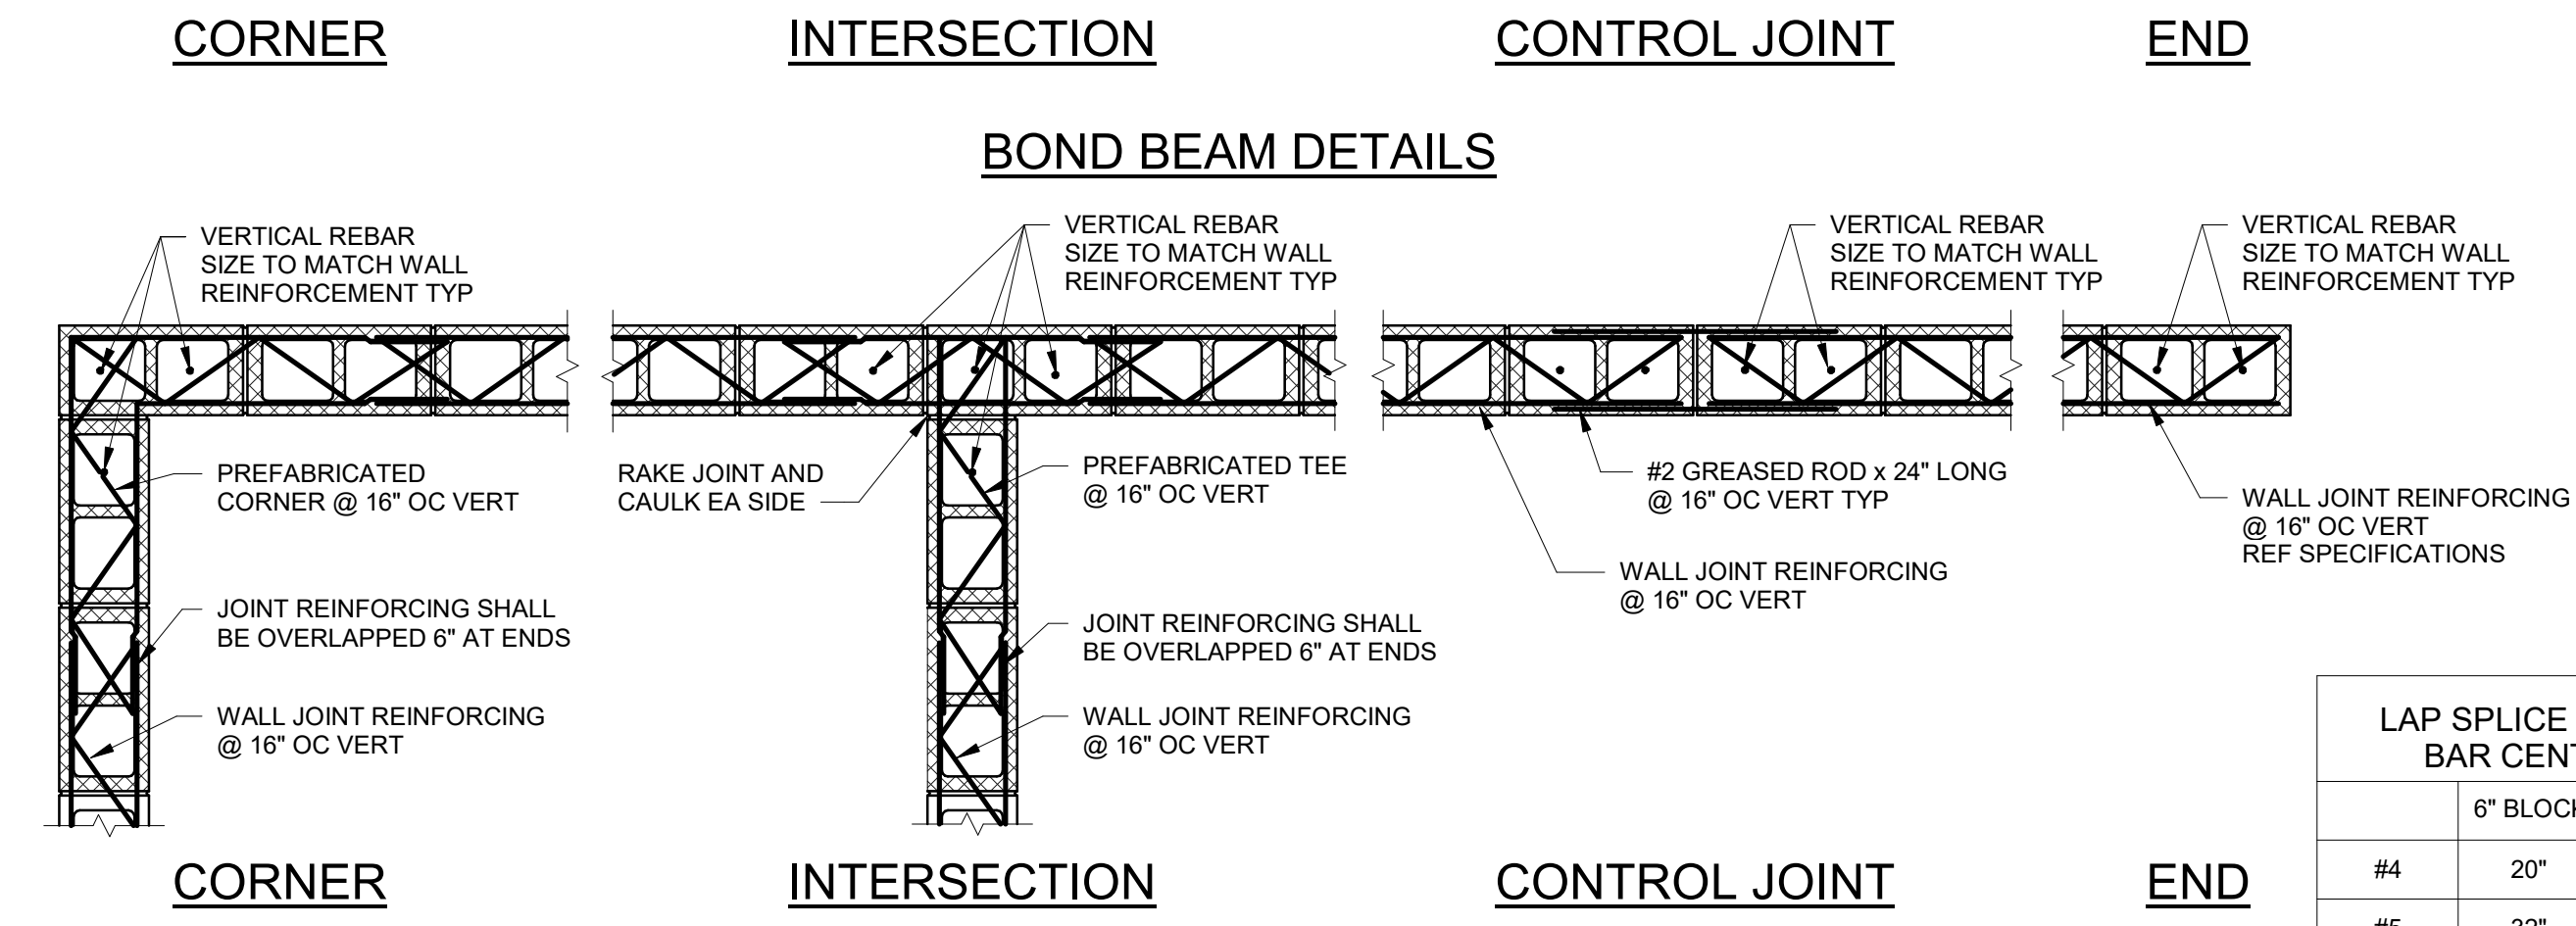 CORNER
INTERSECTION
CONTROL JOINT
END
BOND BEAM DETAILS
VERTICAL REBAR
SIZE TO MATCH WALL
REINFORCEMENT TYP
VERTICAL REBAR
SIZE TO MATCH WALL
REINFORCEMENT TYP
VERTICAL REBAR
SIZE TO MATCH WALL
REINFORCEMENT TYP
VERTICAL REBAR
SIZE TO MATCH WALL
REINFORCEMENT TYP
PREFABRICATED
CORNER @ 16" OC VERT
RAKE JOINT AND
CAULK EA SIDE
PREFABRICATED TEE
@ 16" OC VERT
#2 GREASED ROD x 24" LONG
@ 16" OC VERT TYP
WALL JOINT REINFORCING
@ 16" OC VERT
REF SPECIFICATIONS
WALL JOINT REINFORCING
@ 16" OC VERT
JOINT REINFORCING SHALL
BE OVERLAPPED 6" AT ENDS
JOINT REINFORCING SHALL
BE OVERLAPPED 6" AT ENDS
WALL JOINT REINFORCING
@ 16" OC VERT
WALL JOINT REINFORCING
@ 16" OC VERT
LAP SPLICE
BAR CENT
6" BLOCK
#4 20"
#5 32"
CORNER
INTERSECTION
CONTROL JOINT
END